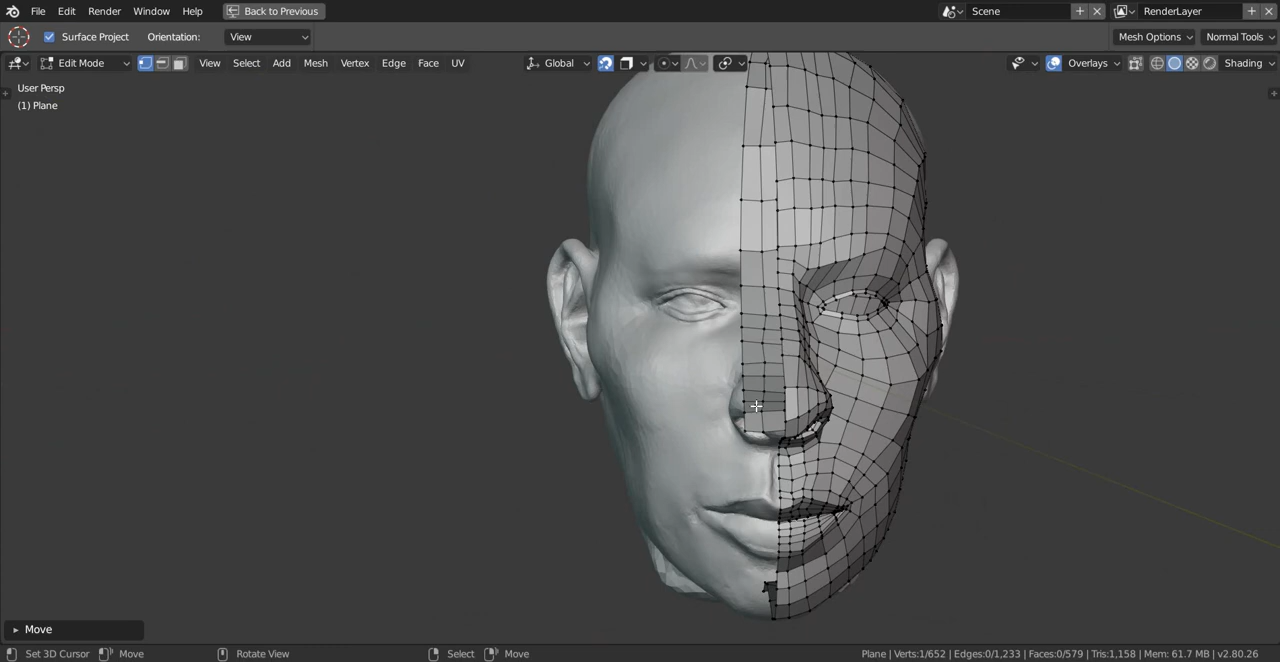 File Edit Render Window Help Back to Previous Scene RenderLayer
Surface Project Orientation: View Mesh Options Normal Tools
Edit Mode View Select Add Mesh Vertex Edge Face UV Global Overlays Shading
User Persp
(1) Plane
Move
Set 3D Cursor Move Rotate View Select Move Plane | Verts:1/652 | Edges:0/1,233 | Faces:0/579 | Tris:1,158 | Mem: 61.7 MB | v2.80.26